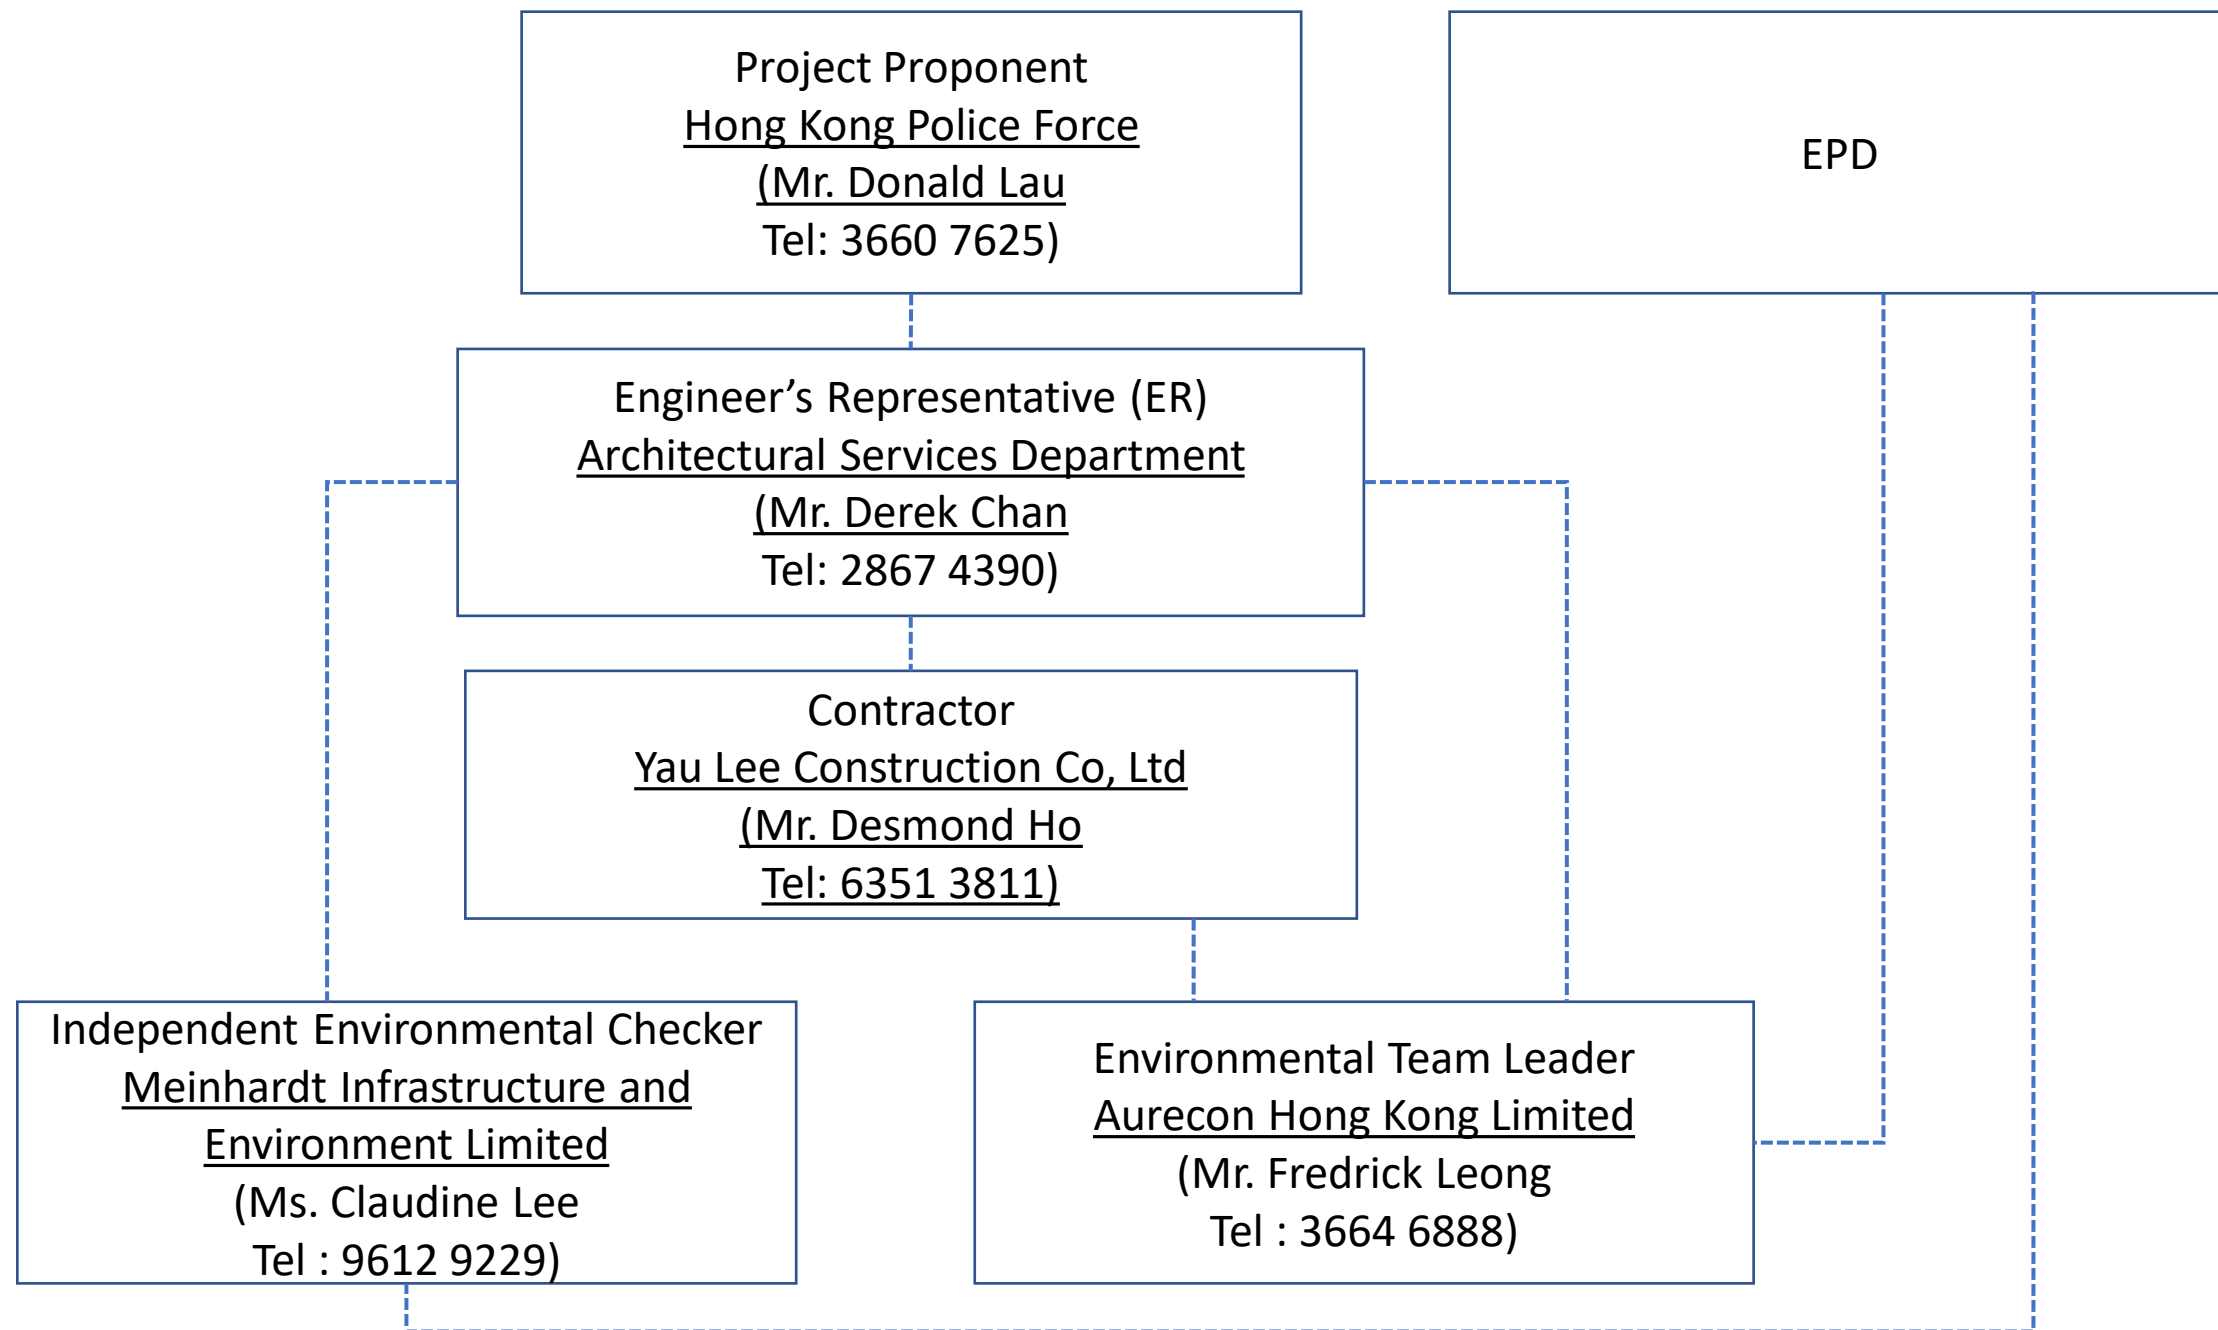 Project Proponent
Hong Kong Police Force
(Mr. Donald Lau
Tel: 3660 7625)
EPD
Engineer’s Representative (ER)
Architectural Services Department
(Mr. Derek Chan
Tel: 2867 4390)
Contractor
Yau Lee Construction Co, Ltd
(Mr. Desmond Ho
Tel: 6351 3811)
Independent Environmental Checker
Meinhardt Infrastructure and
Environment Limited
(Ms. Claudine Lee
Tel : 9612 9229)
Environmental Team Leader
Aurecon Hong Kong Limited
(Mr. Fredrick Leong
Tel : 3664 6888)